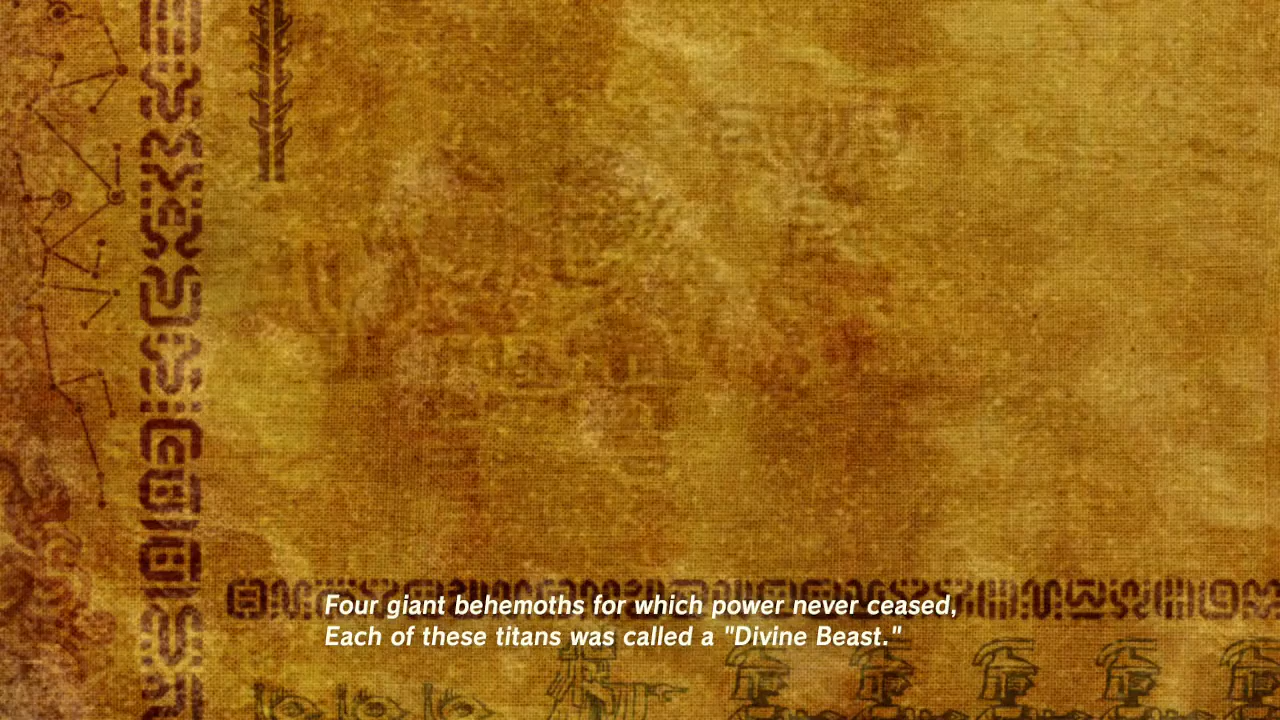 Four giant behemoths for which power never ceased,
Each of these titans was called a "Divine Beast."